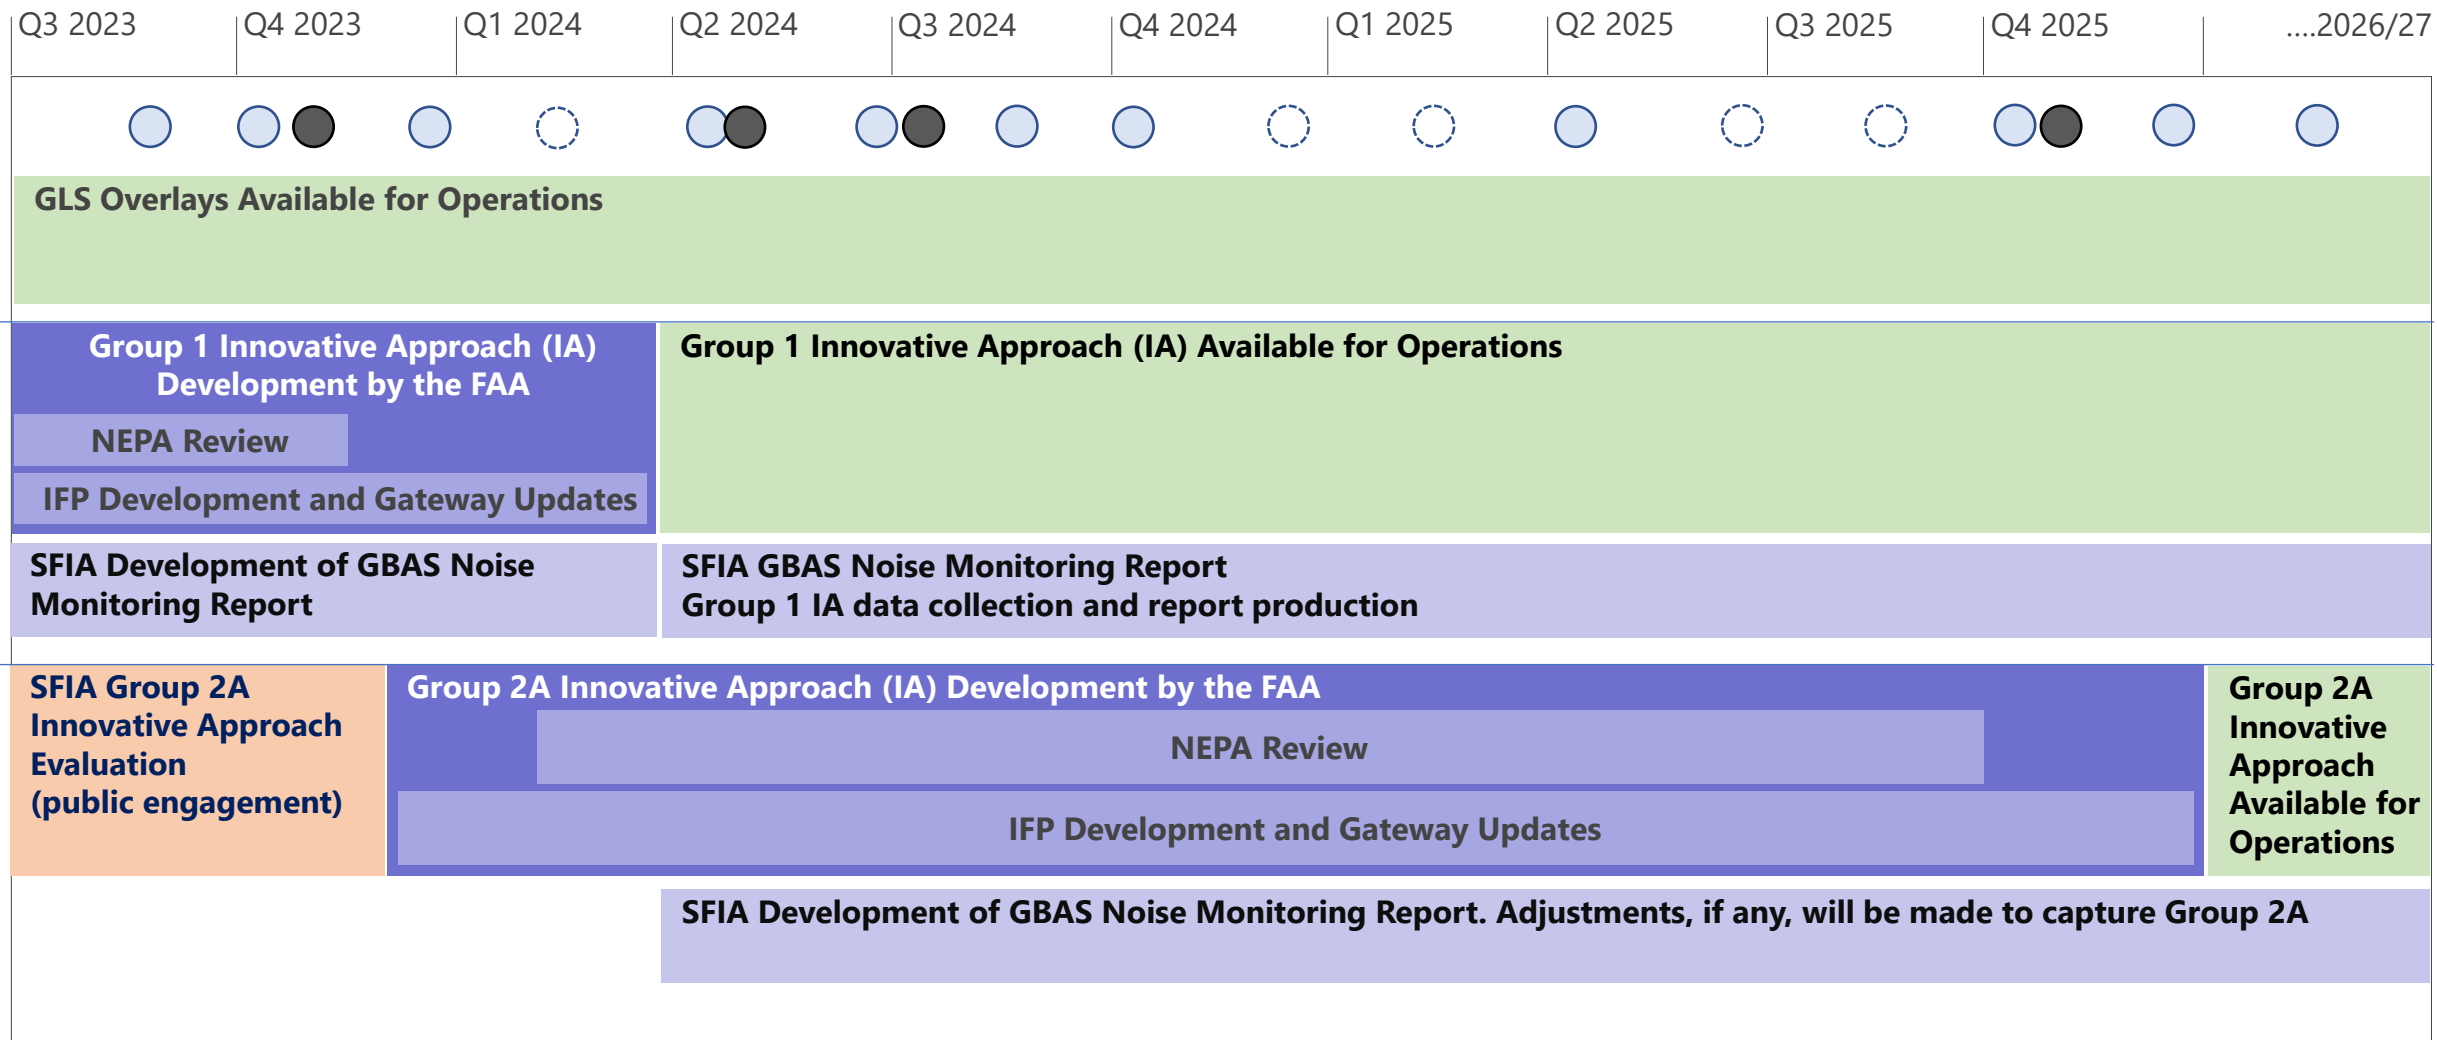 Q3 2023
Q4 2023
Q1 2024
Q2 2024
Q3 2024
Q4 2024
Q1 2025
Q2 2025
Q3 2025
Q4 2025
....2026/27
GLS Overlays Available for Operations
Group 1 Innovative Approach (IA)
Development by the FAA
NEPA Review
IFP Development and Gateway Updates
Group 1 Innovative Approach (IA) Available for Operations
SFIA Development of GBAS Noise
Monitoring Report
SFIA GBAS Noise Monitoring Report
Group 1 IA data collection and report production
SFIA Group 2A
Innovative Approach
Evaluation
(public engagement)
Group 2A Innovative Approach (IA) Development by the FAA
NEPA Review
IFP Development and Gateway Updates
Group 2A
Innovative
Approach
Available for
Operations
SFIA Development of GBAS Noise Monitoring Report. Adjustments, if any, will be made to capture Group 2A